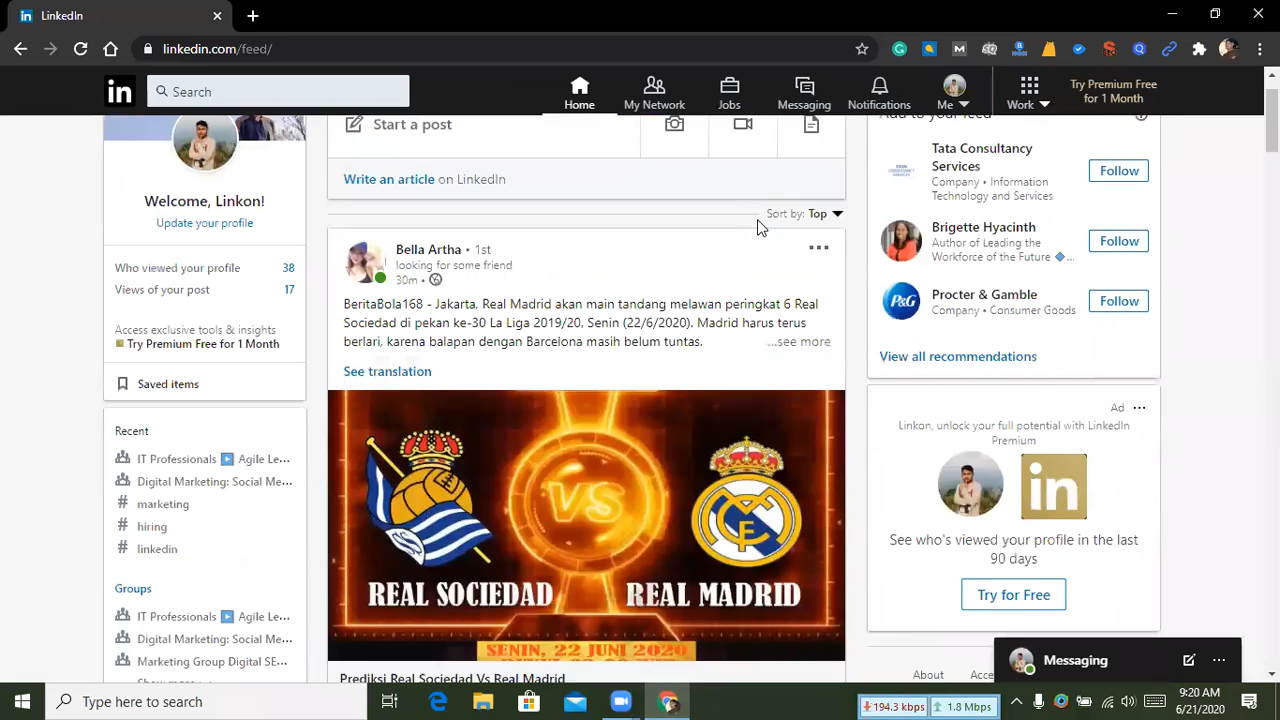 LinkedIn
linkedin.com/feed/
in
Search
Home
My Network
Jobs
Messaging
Notifications
Me
Work
Try Premium Free
for 1 Month
Welcome, Linkon!
Update your profile
Who viewed your profile 38
Views of your post 17
Access exclusive tools & insights
Try Premium Free for 1 Month
Saved items
Recent
IT Professionals Agile Le...
Digital Marketing: Social Me...
# marketing
# hiring
# linkedin
Groups
IT Professionals Agile Le...
Digital Marketing: Social Me...
Marketing Group Digital SE...
Start a post
Write an article on LinkedIn
Sort by: Top
Bella Artha • 1st
looking for some friend
30m •
BeritaBola168 - Jakarta, Real Madrid akan main tandang melawan peringkat 6 Real
Sociedad di pekan ke-30 La Liga 2019/20, Senin (22/6/2020). Madrid harus terus
berlari, karena balapan dengan Barcelona masih belum tuntas. ...see more
See translation
VS
REAL SOCIEDAD
REAL MADRID
SENIN, 22 JUNI 2020
Prediksi Real Sociedad Vs Real Madrid
Add to your feed
Tata Consultancy
Services
Company • Information
Technology and Services
Follow
Brigette Hyacinth
Author of Leading the
Workforce of the Future ...
Follow
P&G
Procter & Gamble
Company • Consumer Goods
Follow
View all recommendations
Ad
Linkon, unlock your full potential with LinkedIn
Premium
in
See who's viewed your profile in the last
90 days
Try for Free
About
Messaging
Type here to search
194.3 kbps
1.8 Mbps
9:20 AM
6/21/2020